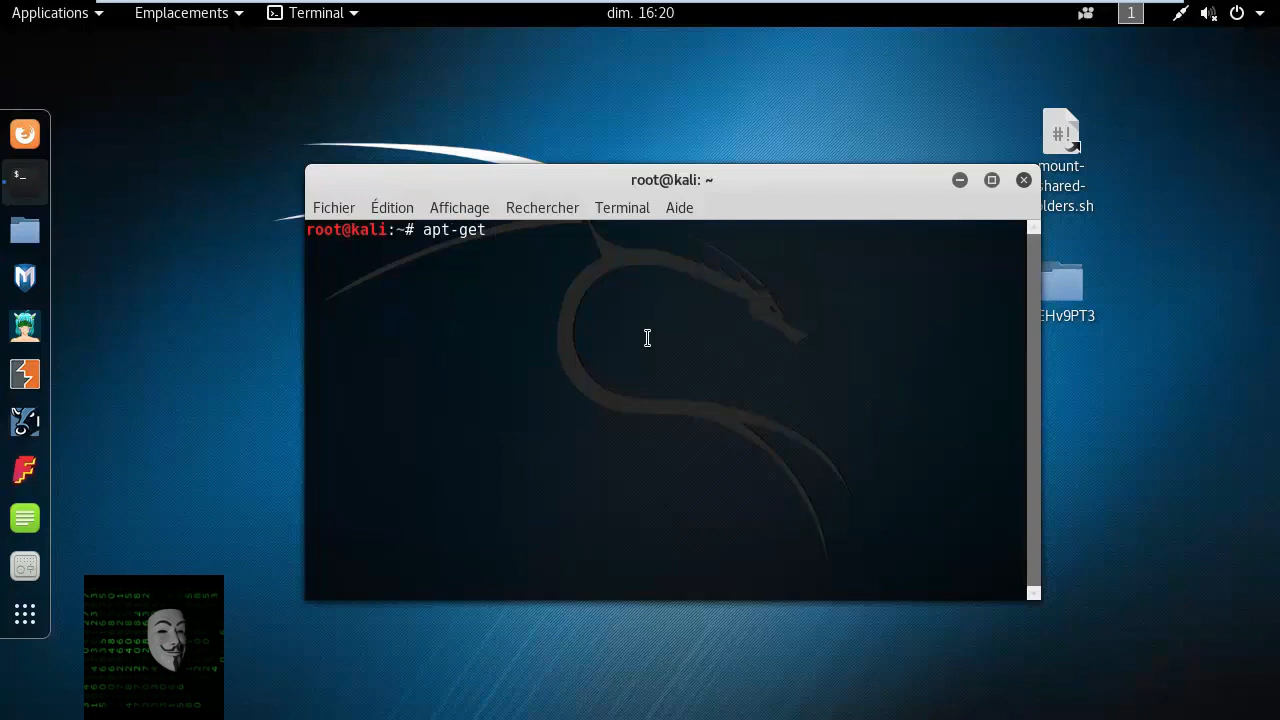 Applications
Emplacements
Terminal
dim. 16:20
1
#!
mount-
shared-
olders.sh
EHv9PT3
root@kali: ~
Fichier Édition Affichage Rechercher Terminal Aide
root@kali:~# apt-get
$_